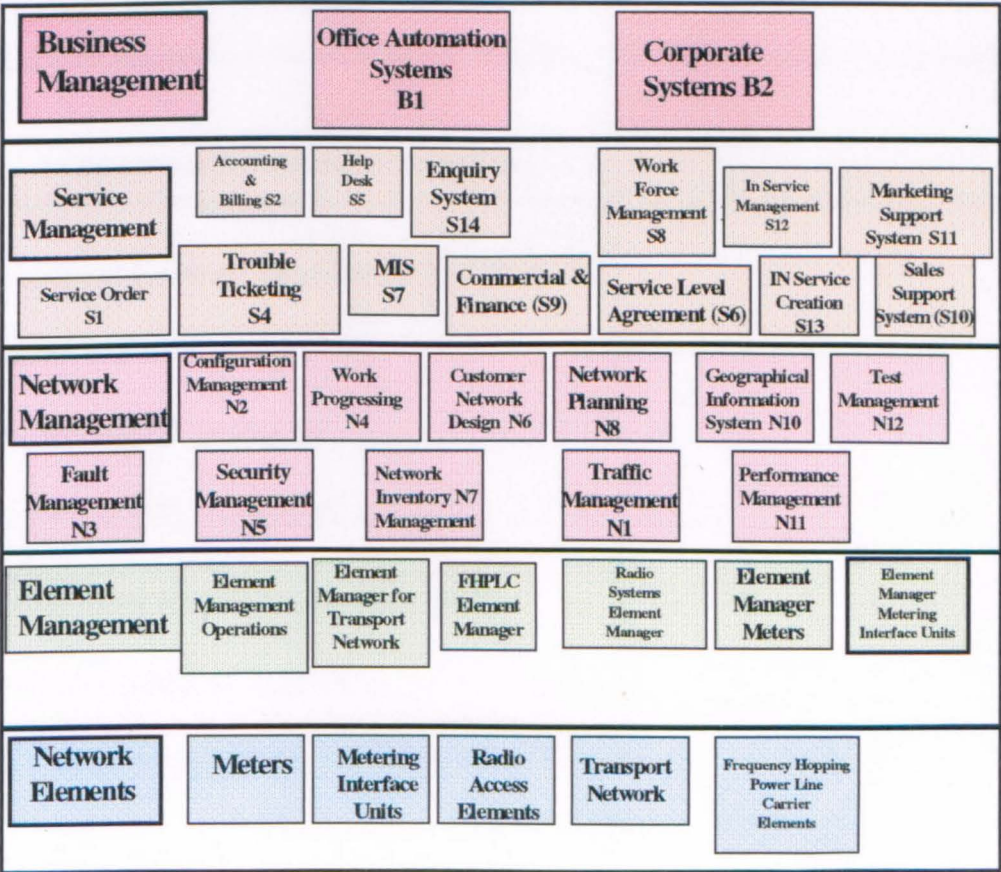 Business
Management
Office Automation
Systems
B1
Corporate
Systems B2
Service
Management
Accounting
&
Billing S2
Help
Desk
S5
Enquiry
System
S14
Work
Force
Management
S8
In Service
Management
S12
Marketing
Support
System S11
Service Order
S1
Trouble
Ticketing
S4
MIS
S7
Commercial &
Finance (S9)
Service Level
Agreement (S6)
IN Service
Creation
S13
Sales
Support
System (S10)
Network
Management
Configuration
Management
N2
Work
Progressing
N4
Customer
Network
Design N6
Network
Planning
N8
Geographical
Information
System N10
Test
Management
N12
Fault
Management
N3
Security
Management
N5
Network
Inventory N7
Management
Traffic
Management
N1
Performance
Management
N11
Element
Management
Element
Management
Operations
Element
Manager for
Transport
Network
FHPLC
Element
Manager
Radio
Systems
Element
Manager
Element
Manager
Meters
Element
Manager
Metering
Interface Units
Network
Elements
Meters
Metering
Interface
Units
Radio
Access
Elements
Transport
Network
Frequency Hopping
Power Line
Carrier
Elements